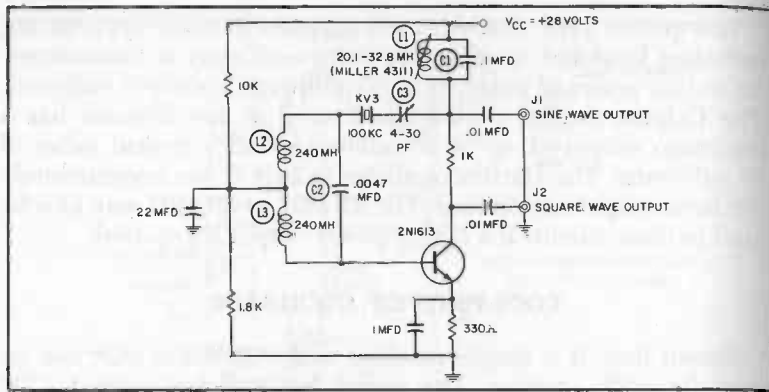 V_CC = +28 VOLTS
L1
20.1-32.8 MH
(MILLER 4311)
C1
.1 MFD
10K
KV3
C3
J1
SINE WAVE OUTPUT
100KC
4-30
PF
.01 MFD
L2
240 MH
1K
C2
.0047
MFD
J2
SQUARE WAVE OUTPUT
22 MFD
L3
240 MH
2N1613
.01 MFD
1.8K
1 MFD
330Ω